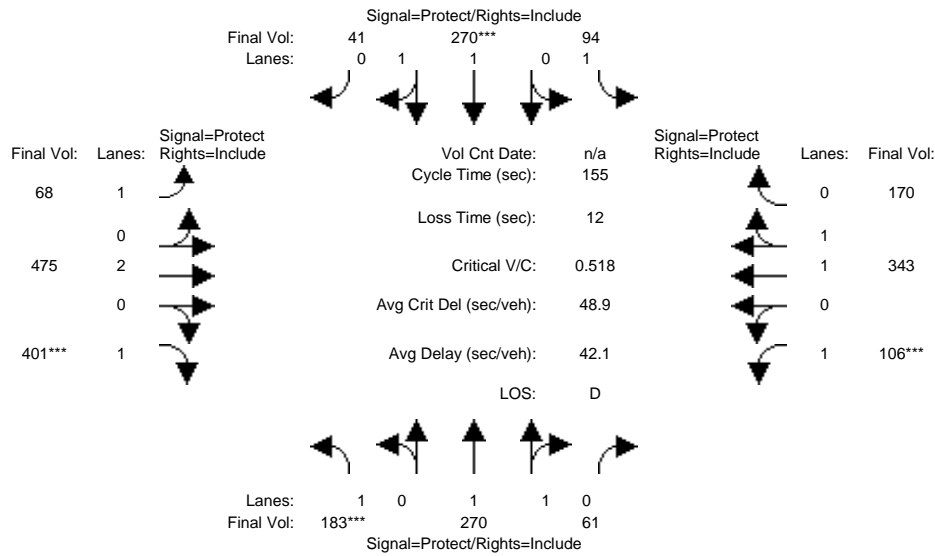 Signal=Protect/Rights=Include
Final Vol: 41 270*** 94
Lanes: 0 1 1 0 1
Signal=Protect
Final Vol: Lanes: Rights=Include
Vol Cnt Date: n/a
Signal=Protect
Rights=Include Lanes: Final Vol:
Cycle Time (sec): 155
68 1
0 170
Loss Time (sec): 12
0
1
475 2
Critical V/C: 0.518
1 343
0
Avg Crit Del (sec/veh): 48.9
0
401*** 1
Avg Delay (sec/veh): 42.1
1 106***
LOS: D
Lanes: 1 0 1 1 0
Final Vol: 183*** 270 61
Signal=Protect/Rights=Include